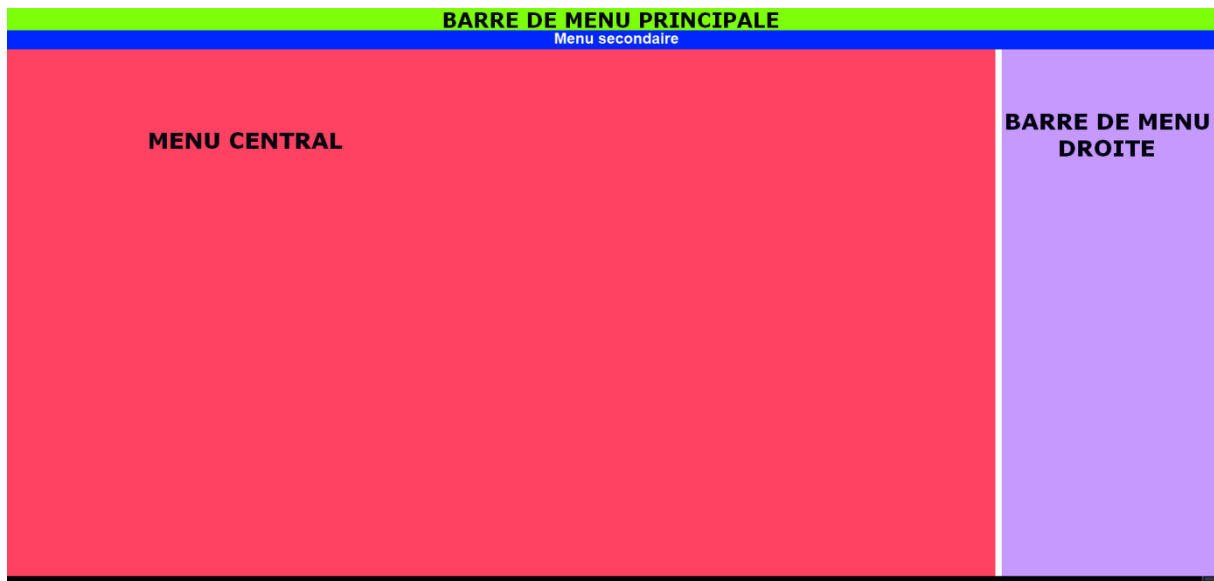 BARRE DE MENU PRINCIPALE
Menu secondaire
MENU CENTRAL
BARRE DE MENU
DROITE